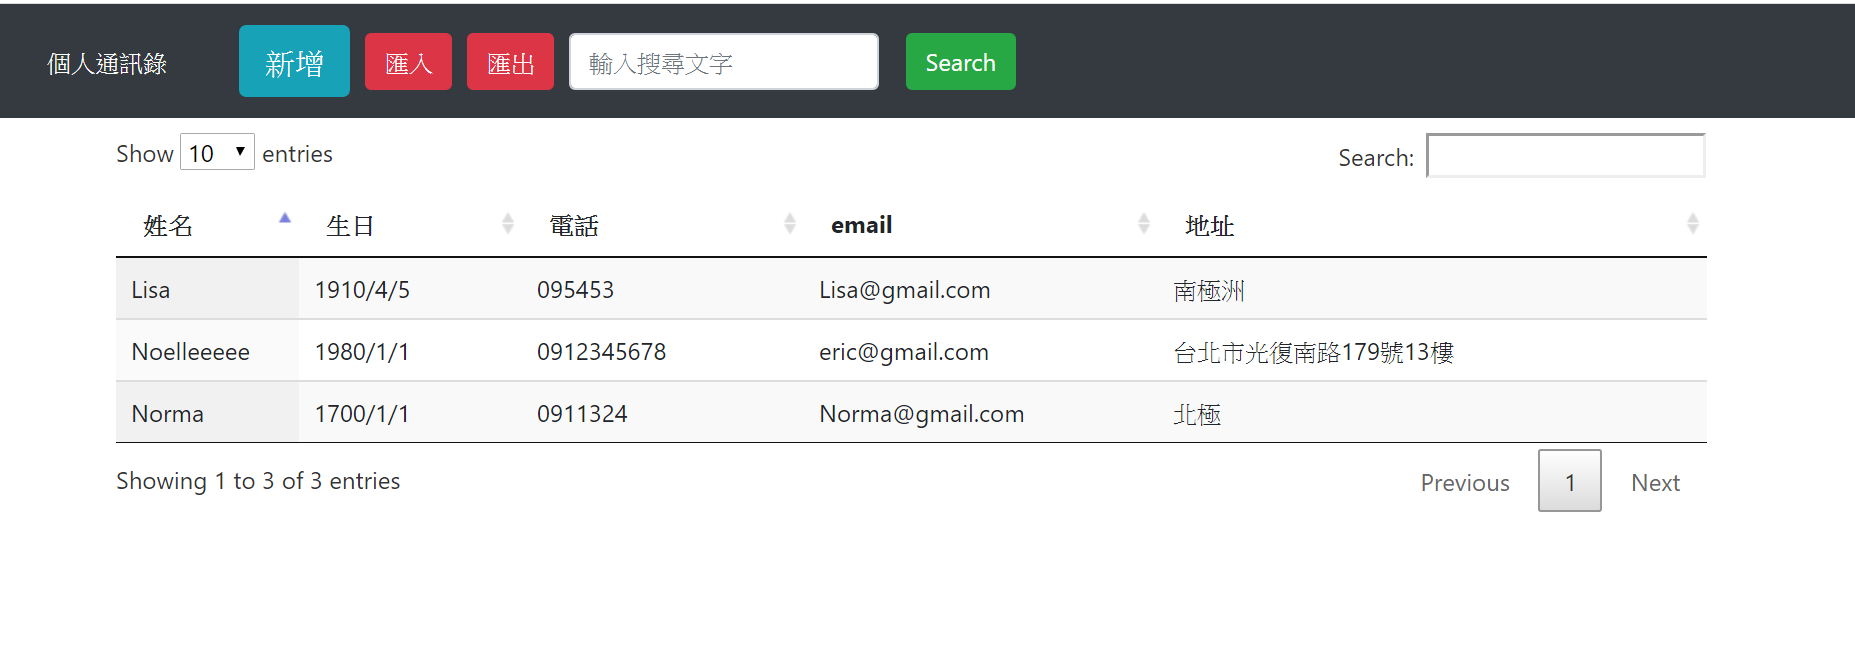 個人通訊錄 新增 匯入 匯出 輸入搜尋文字 Search
Show 10 entries Search:
姓名 生日 電話 email 地址
Lisa 1910/4/5 095453 Lisa@gmail.com 南極洲
Noelleeeee 1980/1/1 0912345678 eric@gmail.com 台北市光復南路179號13樓
Norma 1700/1/1 0911324 Norma@gmail.com 北極
Showing 1 to 3 of 3 entries Previous 1 Next